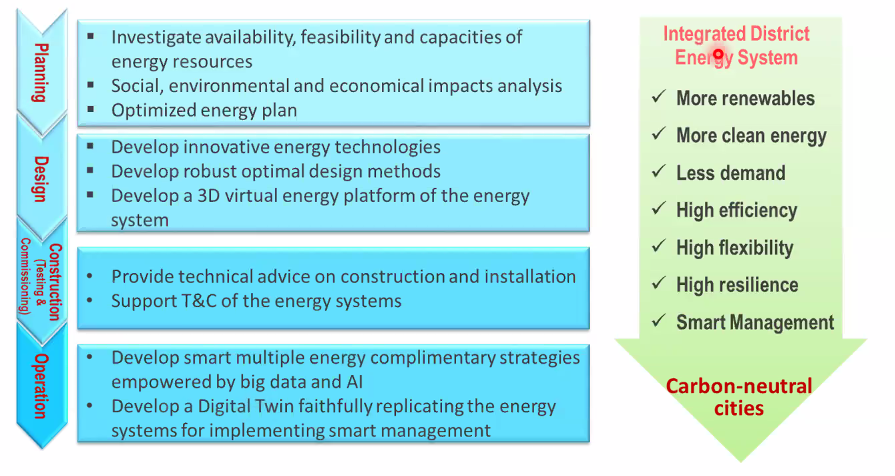 Planning
▪ Investigate availability, feasibility and capacities of
energy resources
▪ Social, environmental and economical impacts analysis
▪ Optimized energy plan
Design
▪ Develop innovative energy technologies
▪ Develop robust optimal design methods
▪ Develop a 3D virtual energy platform of the energy
system
Construction
(Testing &
Commissioning)
• Provide technical advice on construction and installation
• Support T&C of the energy systems
Operation
• Develop smart multiple energy complimentary strategies
empowered by big data and AI
• Develop a Digital Twin faithfully replicating the energy
systems for implementing smart management
Integrated District
Energy System
✓ More renewables
✓ More clean energy
✓ Less demand
✓ High efficiency
✓ High flexibility
✓ High resilience
✓ Smart Management
Carbon-neutral
cities